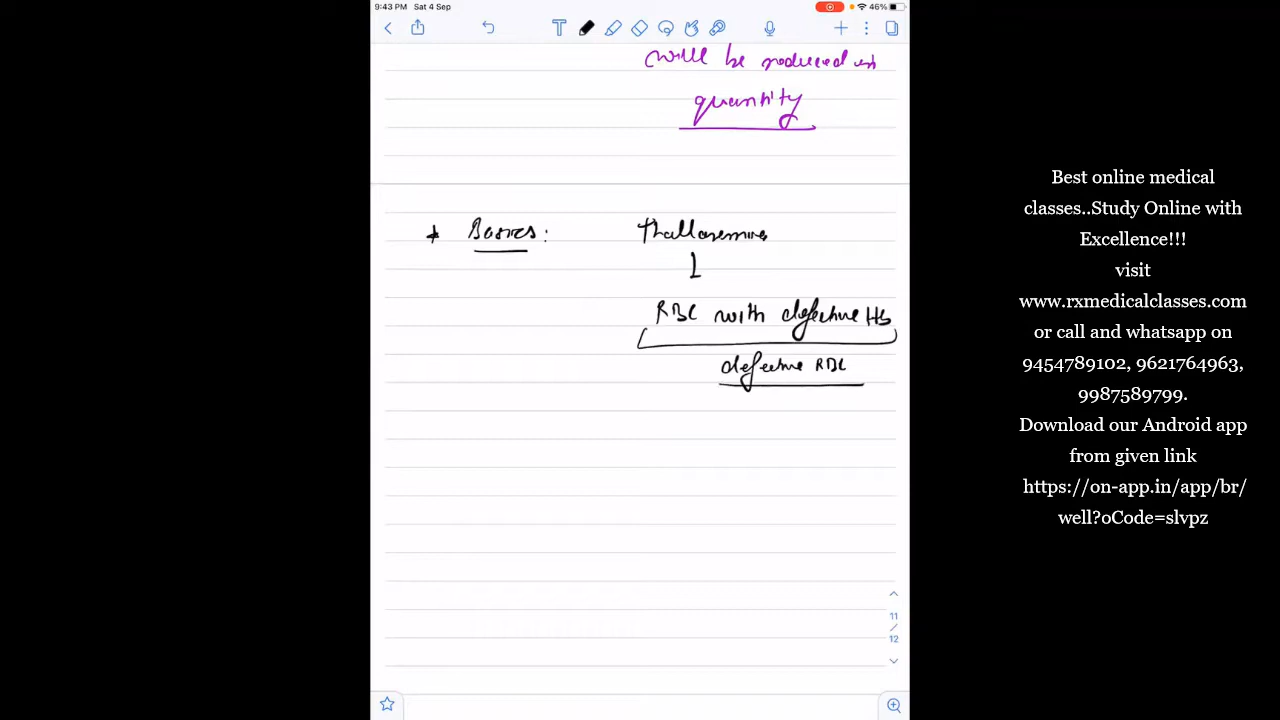 9:43 PM Sat 4 Sep
46%
will be reduced in
quantity
* Basics: thallasemias
RBC with defective Hb
defective RBC
11
/
12
Best online medical
classes..Study Online with
Excellence!!!
visit
www.rxmedicalclasses.com
or call and whatsapp on
9454789102, 9621764963,
9987589799.
Download our Android app
from given link
https://on-app.in/app/br/
well?oCode=slvpz